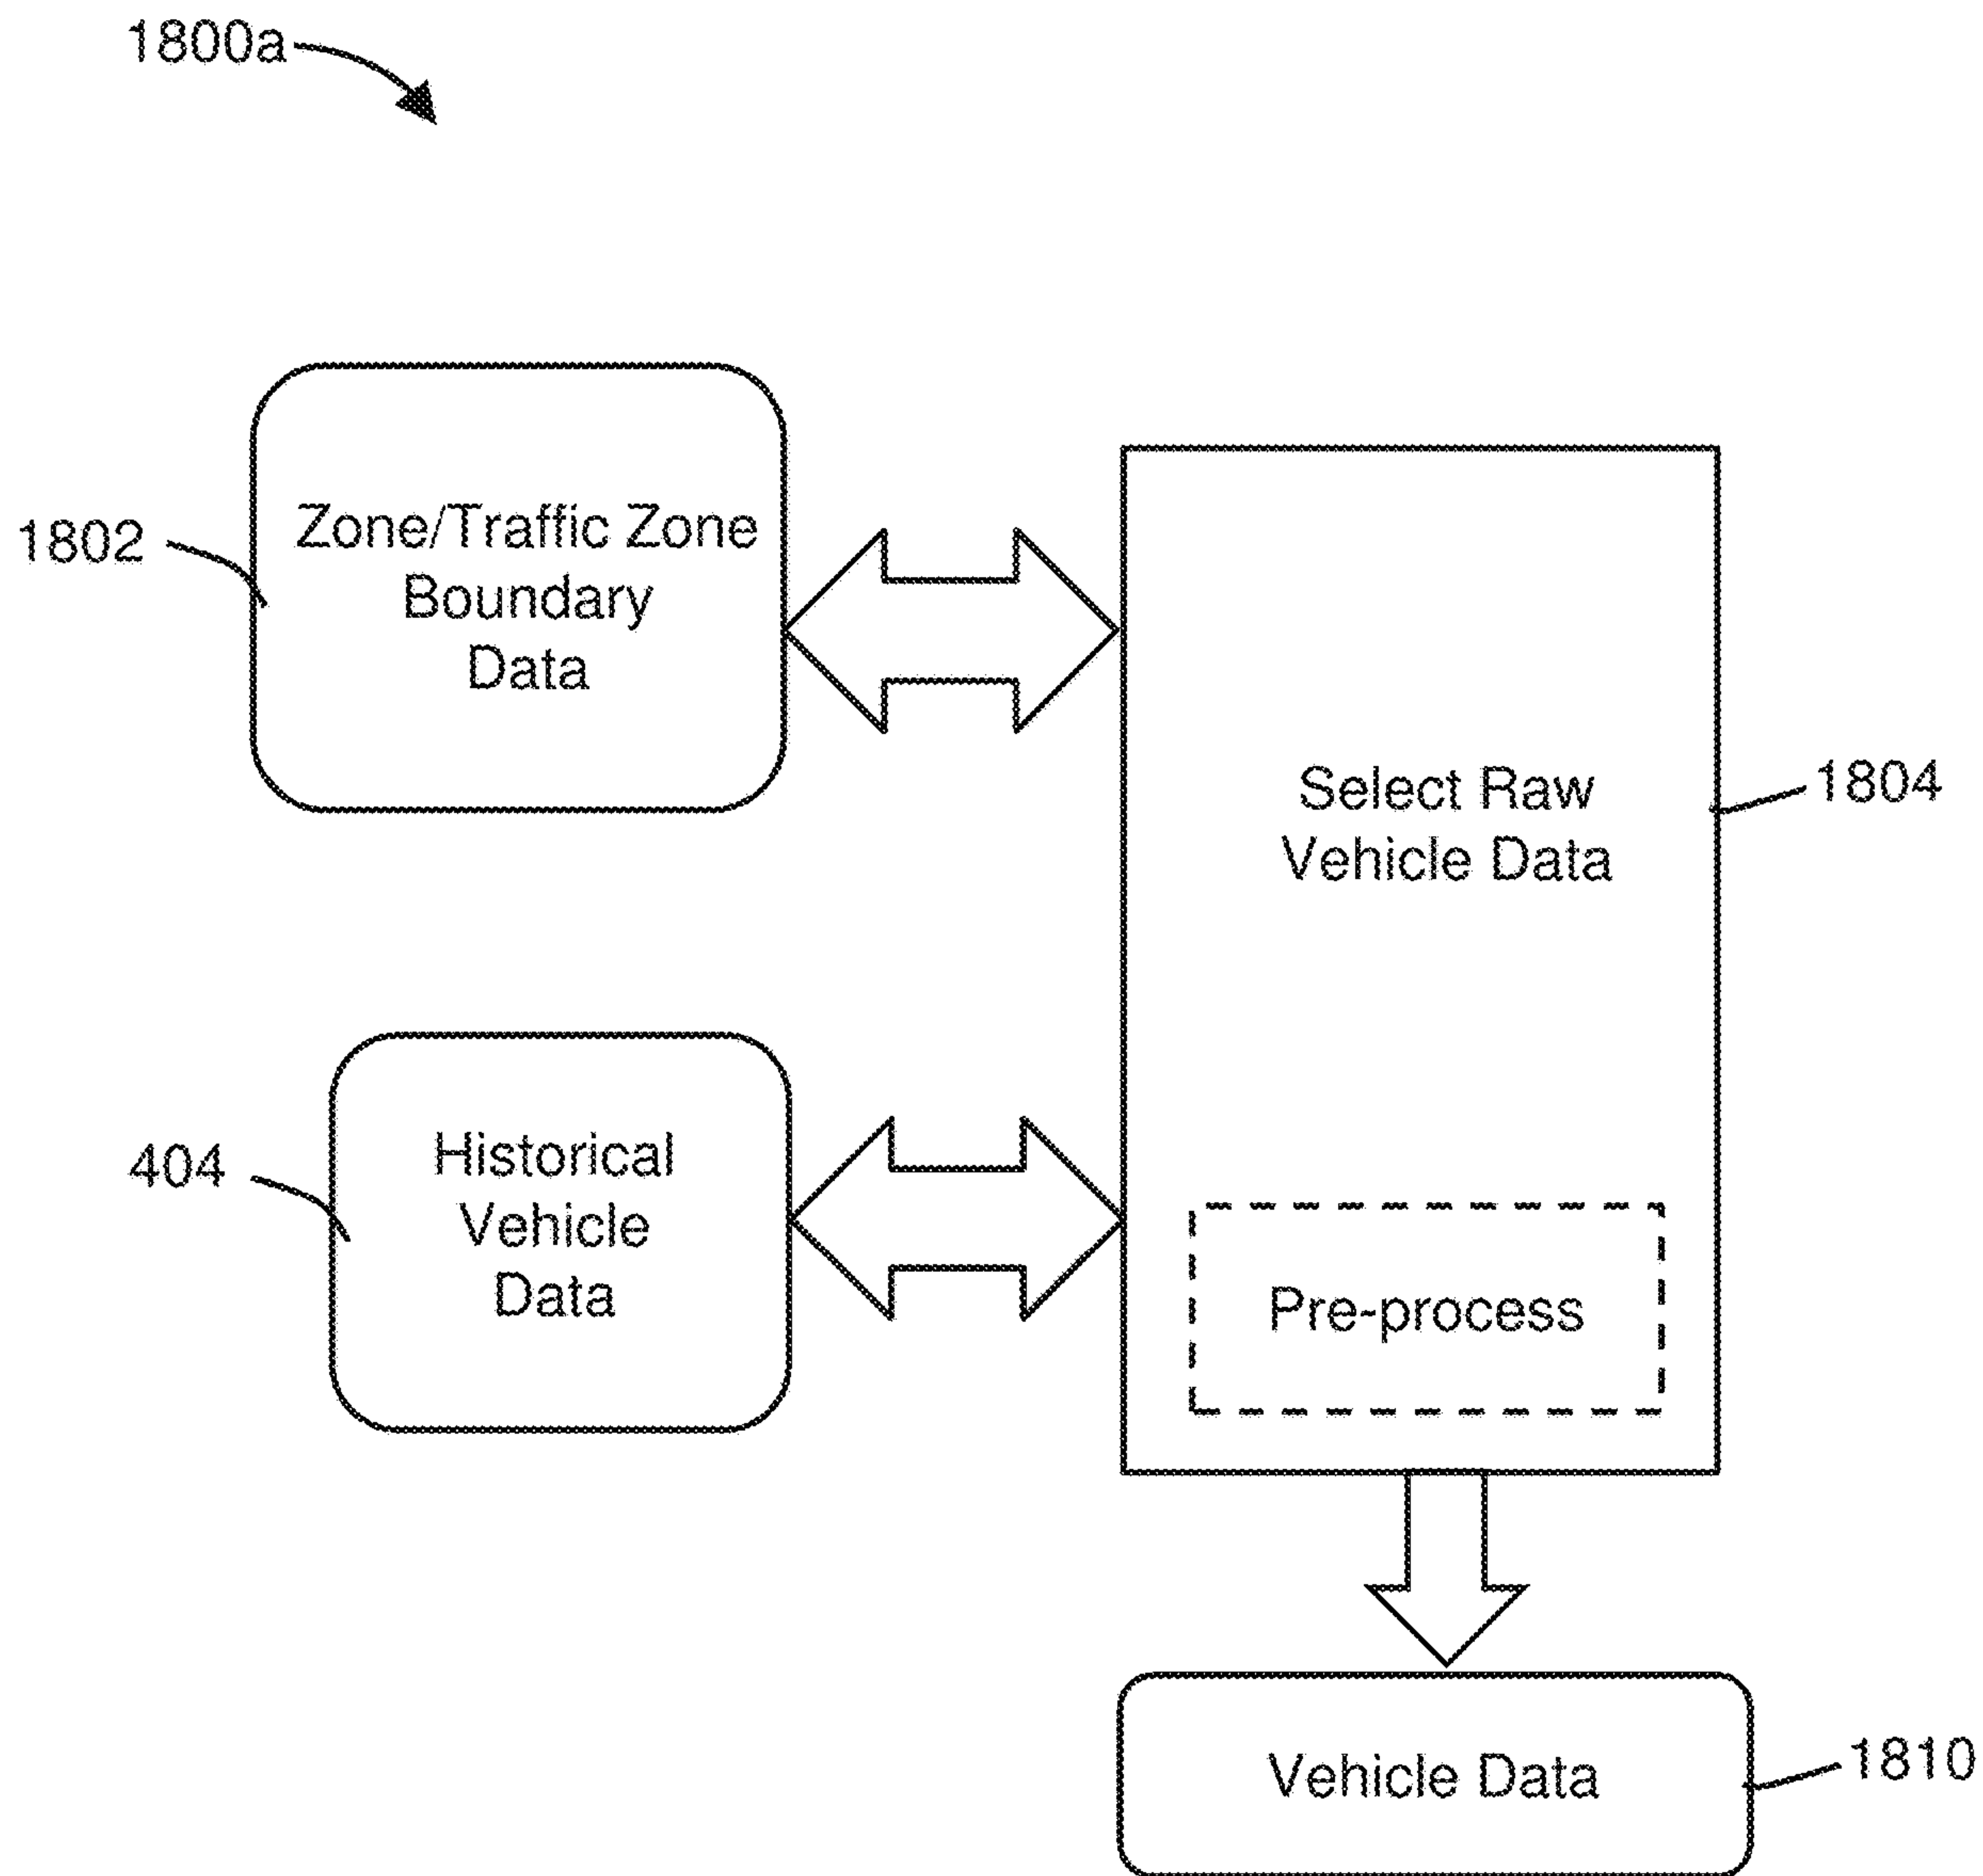 1800a
1802
Zone/Traffic Zone
Boundary
Data
Select Raw
Vehicle Data
1804
404
Historical
Vehicle
Data
Pre-process
Vehicle Data
1810